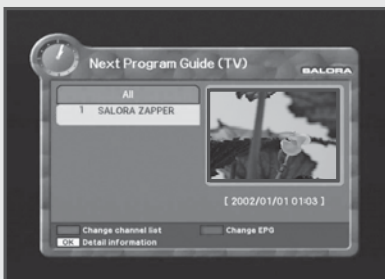 Next Program Guide (TV)
SALORA
All
1 SALORA ZAPPER
[ 2002/01/01 01:03 ]
Change channel list
Change EPG
OK Detail information